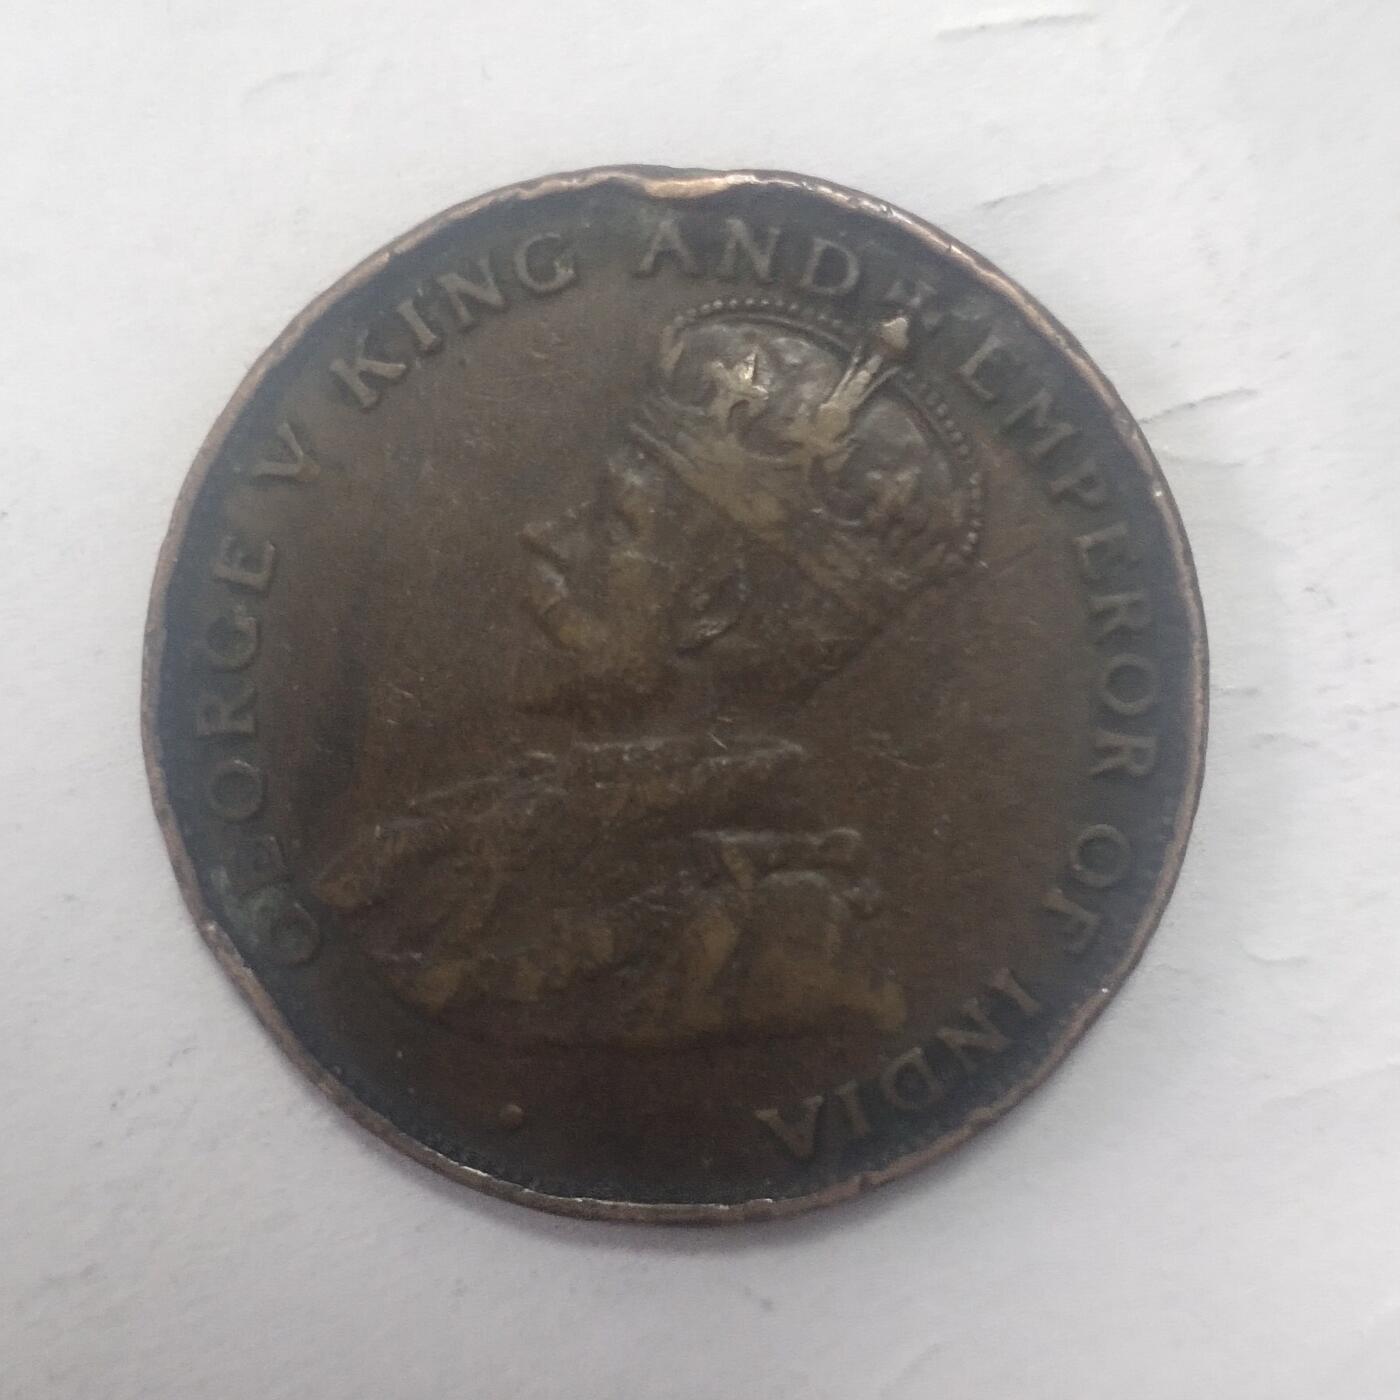 GEORGE V KING AND EMPEROR OF INDIA